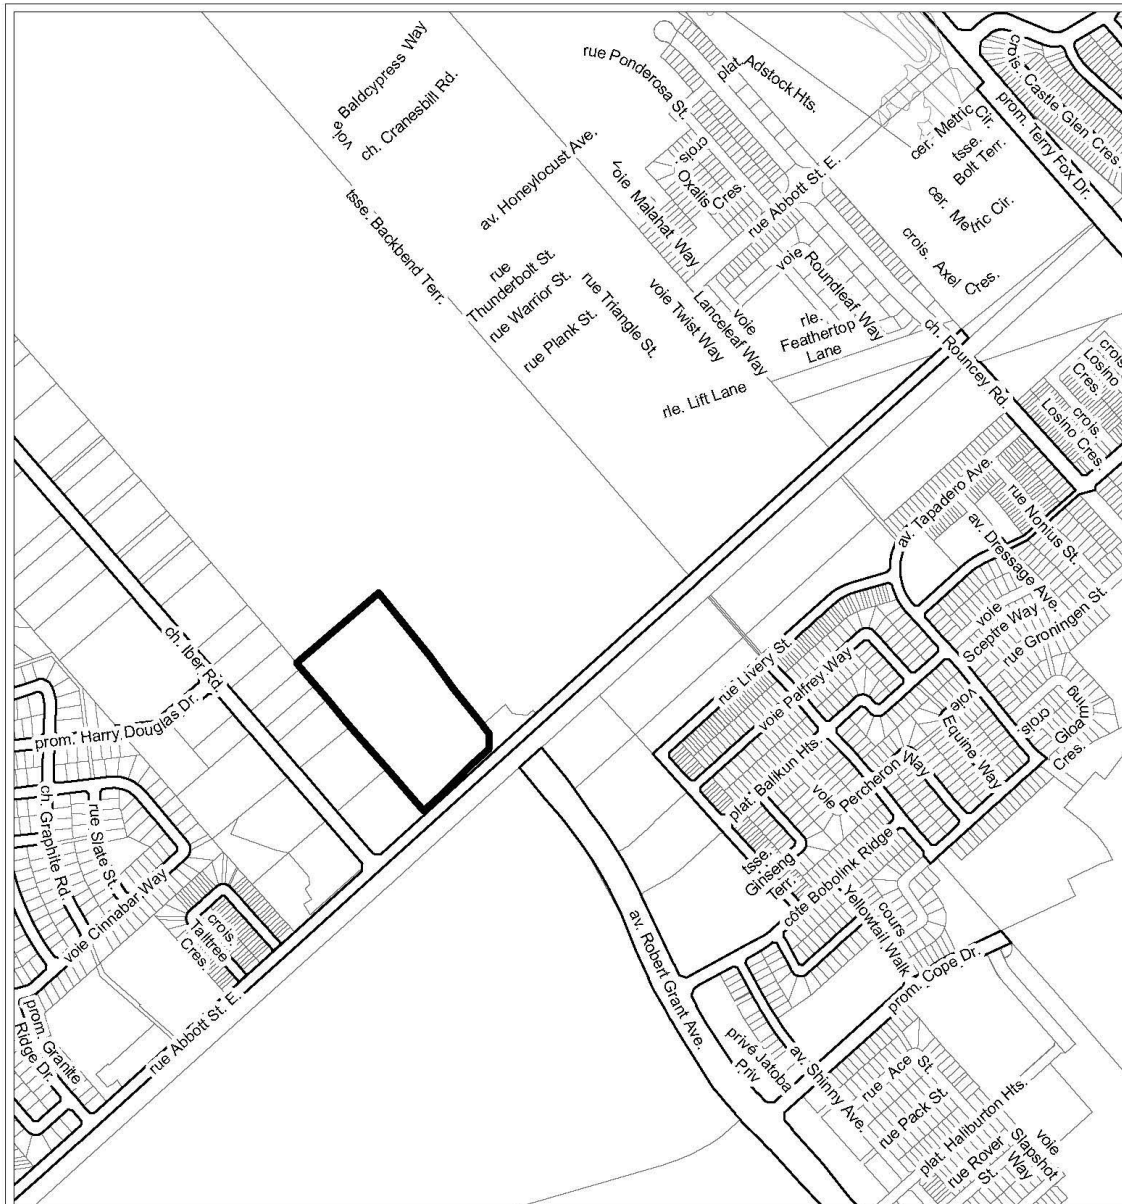 voie Baldcypress Way
ch. Cranesbill Rd.
rue Ponderosa St.
plat. Adstock Hts.
crois. Castle Glen Cres.
prom. Terry Fox Dr.
cer. Metric Cir.
tsse.
Bolt Terr.
cer. Metric Cir.
crois.
Oxalis
Cres.
av. Honeylocust Ave.
voie Malahat Way
rue Abbott St. E.
tsse. Backbend Terr.
crois. Axel Cres.
rue
Thunderbolt St.
rue Warrior St.
rue Plank St.
rue Triangle St.
voie Twist Way
voie
Lanceleaf Way
voie
Roundleaf Way
rle.
Feathertop
Lane
rle. Lift Lane
ch. Rouncey Rd.
crois.
Losino
Cres.
crois.
Losino Cres.
av. Tapadero Ave.
rue Nonius St.
av. Dressage Ave.
voie
Sceptre Way
rue Groningen St.
ch. Iber Rd.
prom. Harry Douglas Dr.
rue Livery St.
voie Palfrey Way
plat. Balikun Hts.
voie
Percheron Way
voie
Equine Way
crois.
Gloaming
Cres.
ch. Graphite Rd.
rue Slate St.
voie Cinnabar Way
crois.
Talltree
Cres.
tsse.
Ginseng
Terr.
côte Bobolink Ridge
cours
Yellowtail Walk
prom. Cope Dr.
av. Robert Grant Ave.
prom. Granite
Ridge Dr.
rue Abbott St. E.
privé Jatoba
Priv
av. Shinny Ave.
rue Ace St.
rue Pack St.
plat. Haliburton Hts.
rue Rover
St.
voie
Slapshot
Way